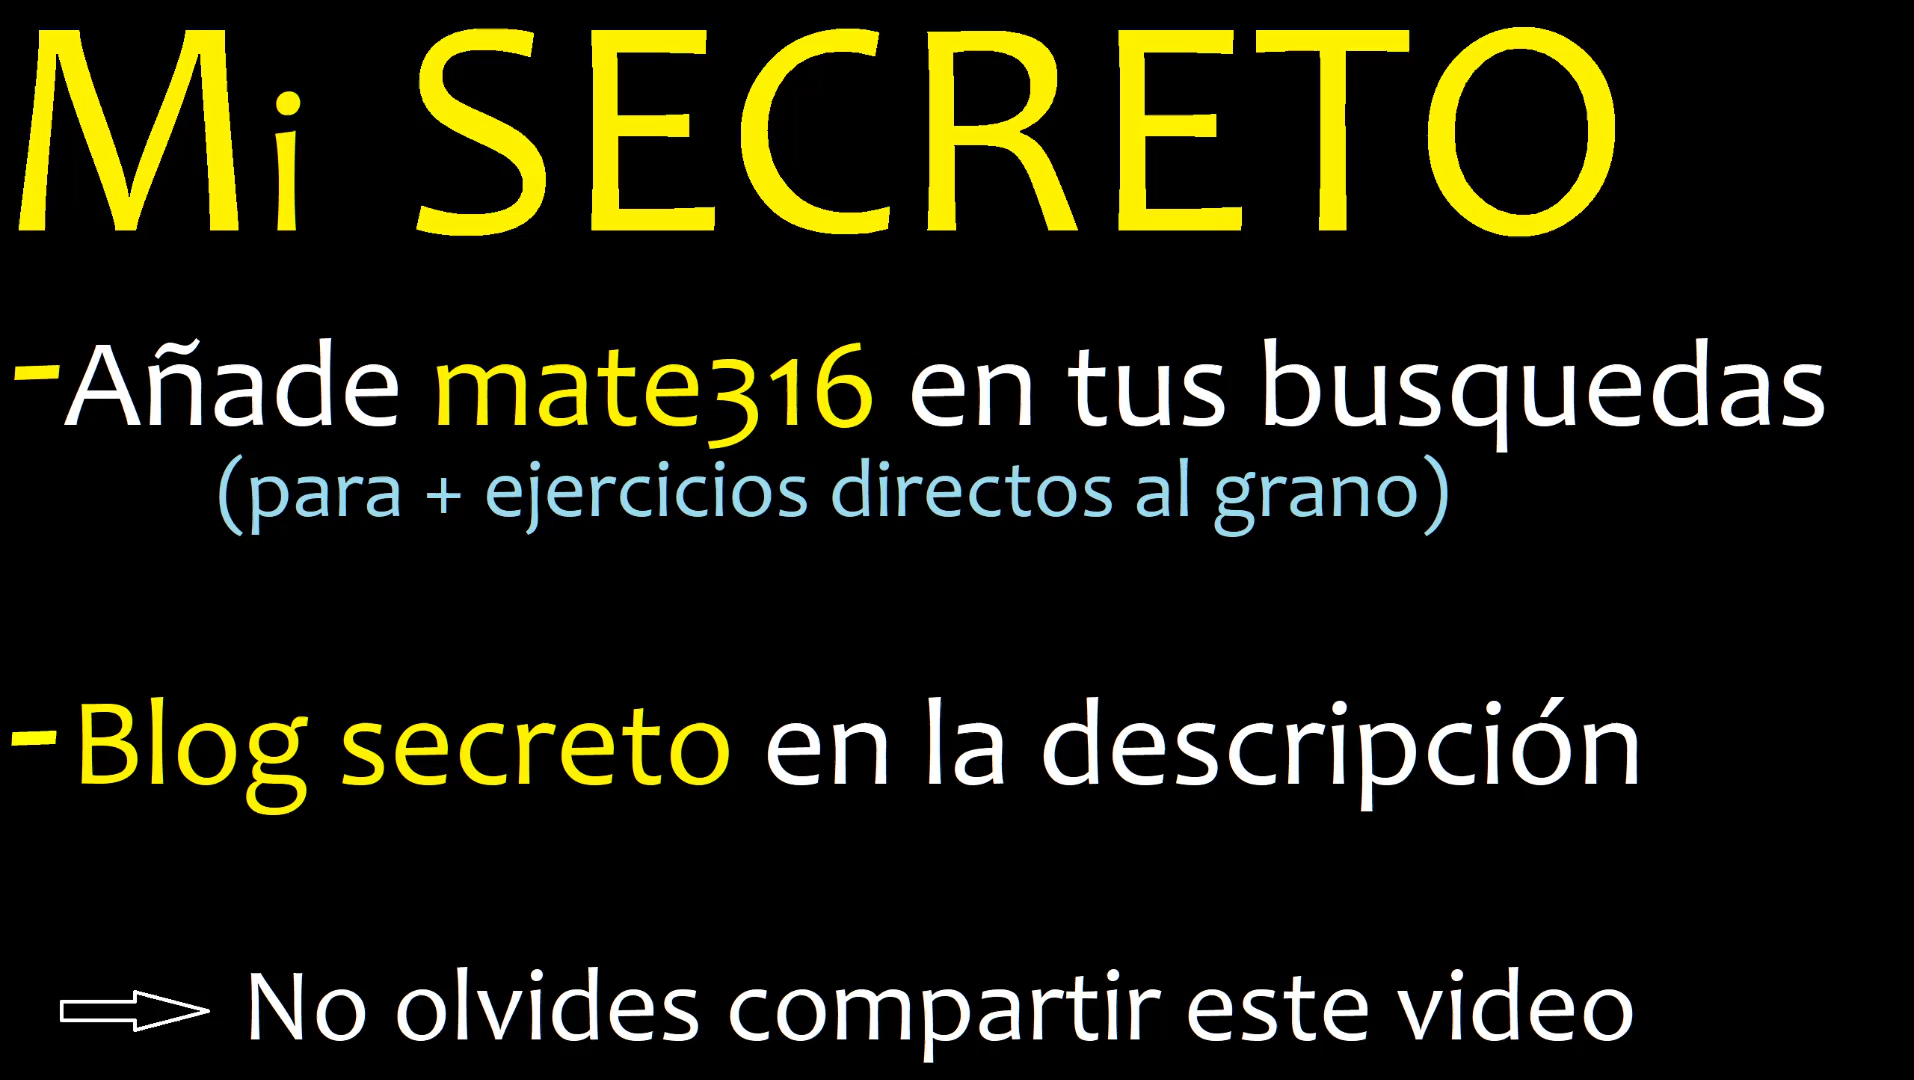 Mi SECRETO
-Añade mate316 en tus busquedas
(para + ejercicios directos al grano)
-Blog secreto en la descripción
No olvides compartir este video